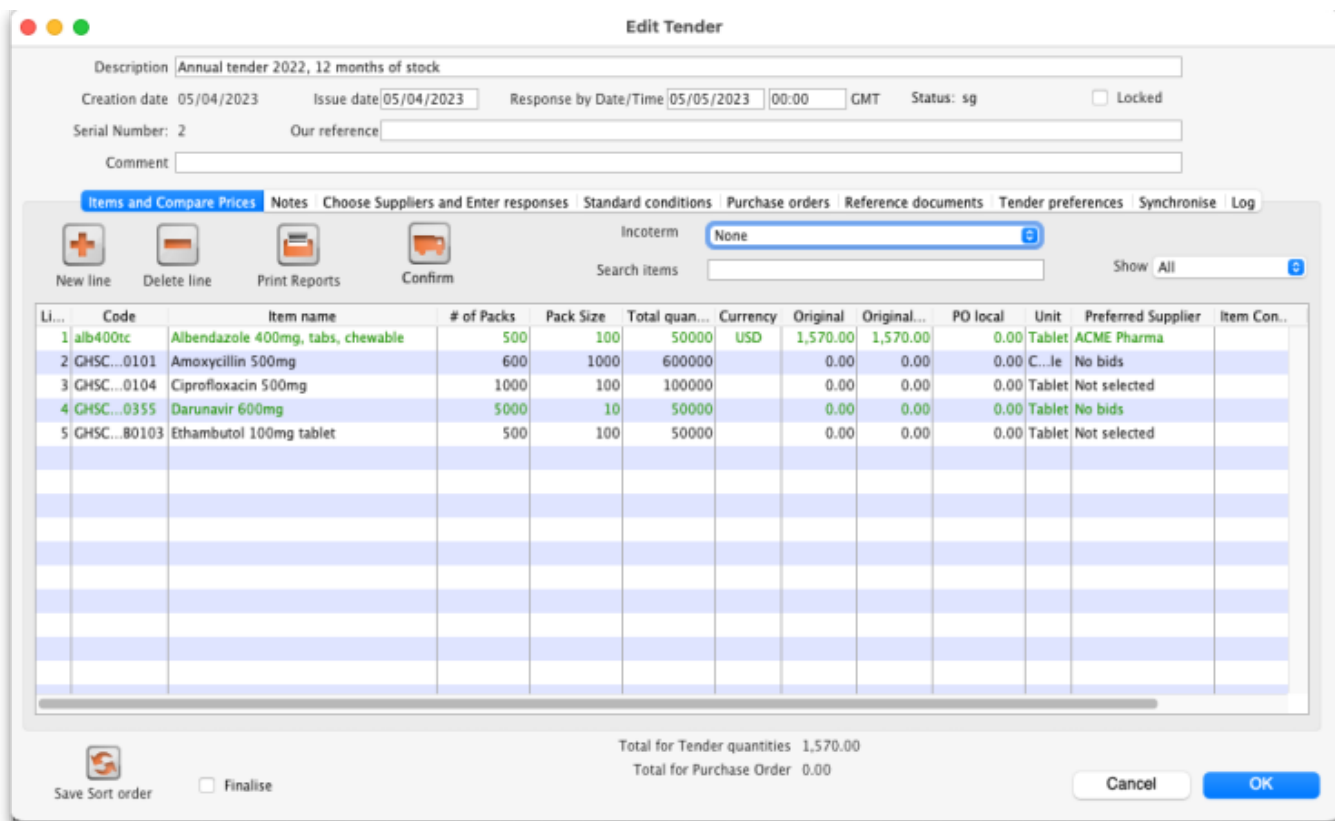 Edit Tender
Description Annual tender 2022, 12 months of stock
Creation date 05/04/2023 Issue date 05/04/2023 Response by Date/Time 05/05/2023 00:00 GMT Status: sg Locked
Serial Number: 2 Our reference
Comment
Items and Compare Prices Notes Choose Suppliers and Enter responses Standard conditions Purchase orders Reference documents Tender preferences Synchronise Log
Incoterm None
New line Delete line Print Reports Confirm Search items Show All
Li... Code Item name # of Packs Pack Size Total quan... Currency Original Original... PO local Unit Preferred Supplier Item Con..
1 alb400tc Albendazole 400mg, tabs, chewable 500 100 50000 USD 1,570.00 1,570.00 0.00 Tablet ACME Pharma
2 GHSC...0101 Amoxycillin 500mg 600 1000 600000 0.00 0.00 0.00 C...le No bids
3 GHSC...0104 Ciprofloxacin 500mg 1000 100 100000 0.00 0.00 0.00 Tablet Not selected
4 GHSC...0355 Darunavir 600mg 5000 10 50000 0.00 0.00 0.00 Tablet No bids
5 GHSC...80103 Ethambutol 100mg tablet 500 100 50000 0.00 0.00 0.00 Tablet Not selected
Total for Tender quantities 1,570.00
Total for Purchase Order 0.00
Save Sort order Finalise Cancel OK